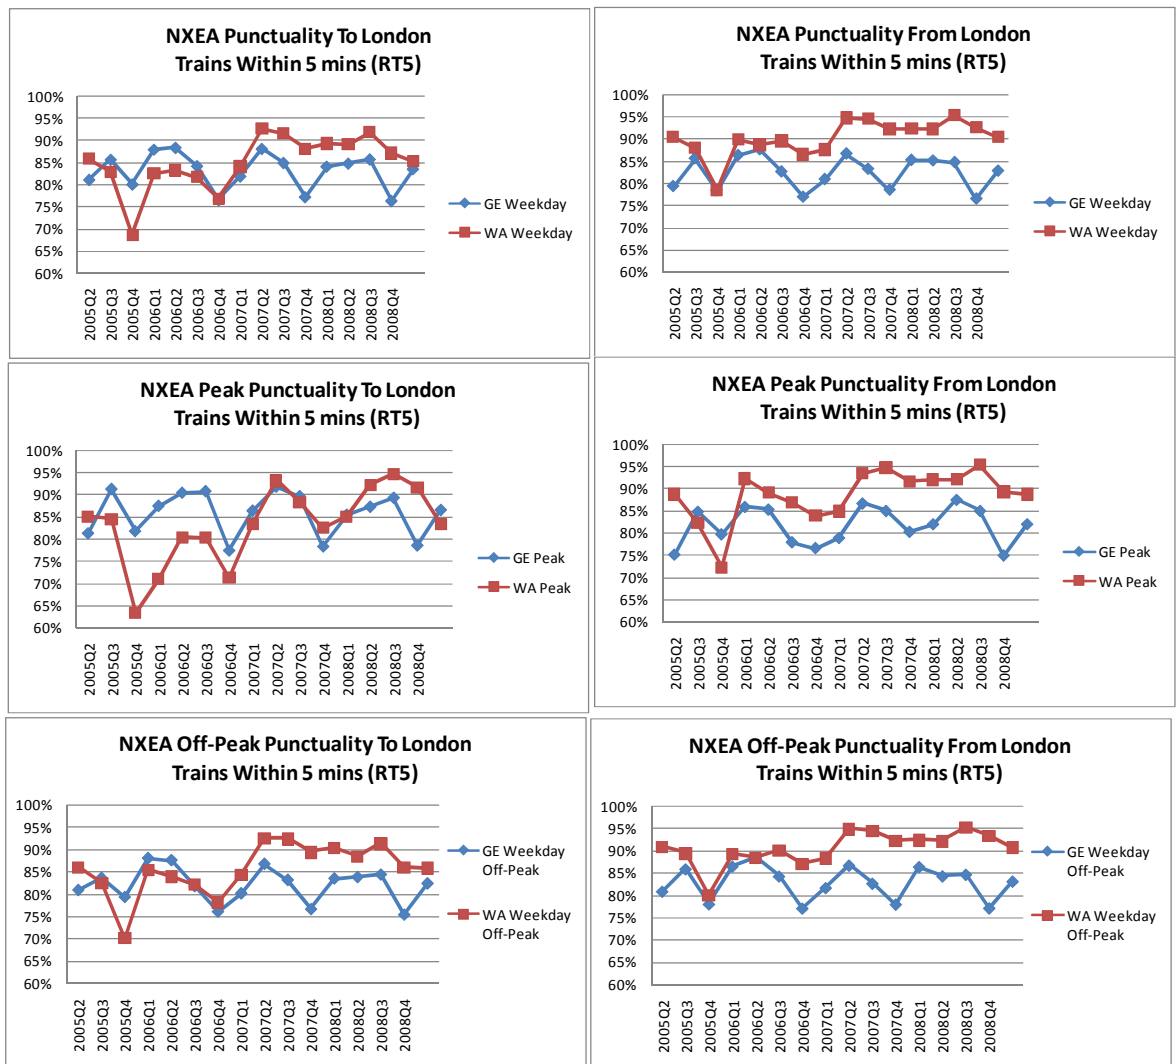 NXEA Punctuality To London
Trains Within 5 mins (RT5)
100%
95%
90%
85%
80%
75%
70%
65%
60%
2005Q2
2005Q3
2005Q4
2006Q1
2006Q2
2006Q3
2006Q4
2007Q1
2007Q2
2007Q3
2007Q4
2008Q1
2008Q2
2008Q3
2008Q4
GE Weekday
WA Weekday
NXEA Punctuality From London
Trains Within 5 mins (RT5)
100%
95%
90%
85%
80%
75%
70%
65%
60%
2005Q2
2005Q3
2005Q4
2006Q1
2006Q2
2006Q3
2006Q4
2007Q1
2007Q2
2007Q3
2007Q4
2008Q1
2008Q2
2008Q3
2008Q4
GE Weekday
WA Weekday
NXEA Peak Punctuality To London
Trains Within 5 mins (RT5)
100%
95%
90%
85%
80%
75%
70%
65%
60%
2005Q2
2005Q3
2005Q4
2006Q1
2006Q2
2006Q3
2006Q4
2007Q1
2007Q2
2007Q3
2007Q4
2008Q1
2008Q2
2008Q3
2008Q4
GE Peak
WA Peak
NXEA Peak Punctuality From London
Trains Within 5 mins (RT5)
100%
95%
90%
85%
80%
75%
70%
65%
60%
2005Q2
2005Q3
2005Q4
2006Q1
2006Q2
2006Q3
2006Q4
2007Q1
2007Q2
2007Q3
2007Q4
2008Q1
2008Q2
2008Q3
2008Q4
GE Peak
WA Peak
NXEA Off-Peak Punctuality To London
Trains Within 5 mins (RT5)
100%
95%
90%
85%
80%
75%
70%
65%
60%
2005Q2
2005Q3
2005Q4
2006Q1
2006Q2
2006Q3
2006Q4
2007Q1
2007Q2
2007Q3
2007Q4
2008Q1
2008Q2
2008Q3
2008Q4
GE Weekday
Off-Peak
WA Weekday
Off-Peak
NXEA Off-Peak Punctuality From London
Trains Within 5 mins (RT5)
100%
95%
90%
85%
80%
75%
70%
65%
60%
2005Q2
2005Q3
2005Q4
2006Q1
2006Q2
2006Q3
2006Q4
2007Q1
2007Q2
2007Q3
2007Q4
2008Q1
2008Q2
2008Q3
2008Q4
GE Weekday
Off-Peak
WA Weekday
Off-Peak